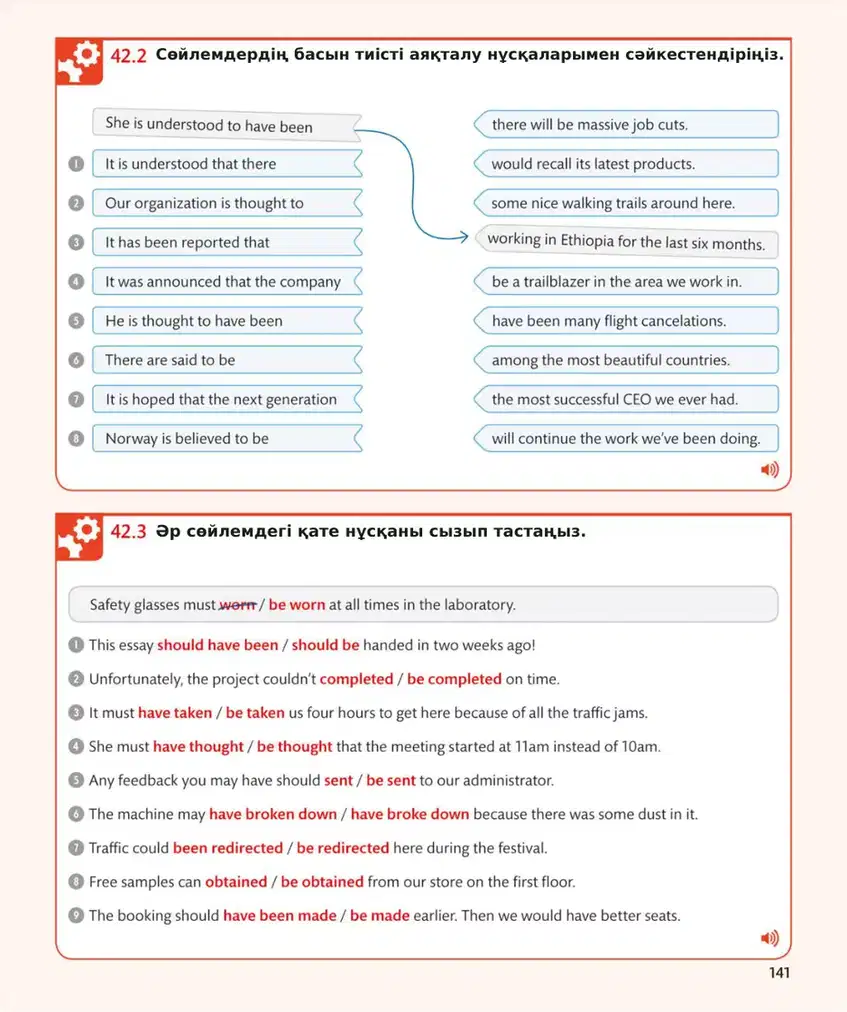 42.2 Сөйлемдердің басын тиісті аяқталу нұсқаларымен сәйкестендіріңіз.
She is understood to have been
there will be massive job cuts.
1 It is understood that there
would recall its latest products.
2 Our organization is thought to
some nice walking trails around here.
3 It has been reported that
working in Ethiopia for the last six months.
4 It was announced that the company
be a trailblazer in the area we work in.
5 He is thought to have been
have been many flight cancelations.
6 There are said to be
among the most beautiful countries.
7 It is hoped that the next generation
the most successful CEO we ever had.
8 Norway is believed to be
will continue the work we've been doing.
42.3 Әр сөйлемдегі қате нұсқаны сызып тастаңыз.
Safety glasses must worn / be worn at all times in the laboratory.
1 This essay should have been / should be handed in two weeks ago!
2 Unfortunately, the project couldn't completed / be completed on time.
3 It must have taken / be taken us four hours to get here because of all the traffic jams.
4 She must have thought / be thought that the meeting started at 11am instead of 10am.
5 Any feedback you may have should sent / be sent to our administrator.
6 The machine may have broken down / have broke down because there was some dust in it.
7 Traffic could been redirected / be redirected here during the festival.
8 Free samples can obtained / be obtained from our store on the first floor.
9 The booking should have been made / be made earlier. Then we would have better seats.
141